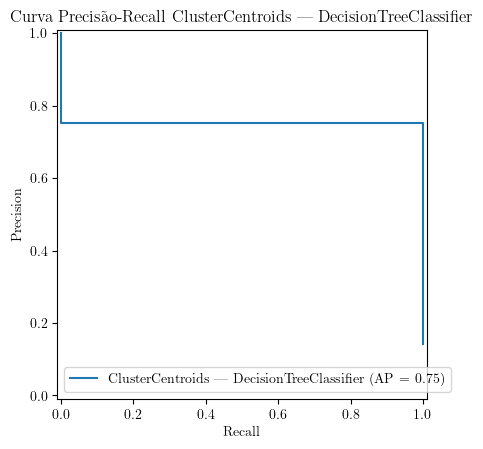 Curva Precisão-Recall ClusterCentroids — DecisionTreeClassifier
1.0
0.8
0.6
0.4
0.2
0.0
Precision
ClusterCentroids — DecisionTreeClassifier (AP = 0.75)
0.0 0.2 0.4 0.6 0.8 1.0
Recall